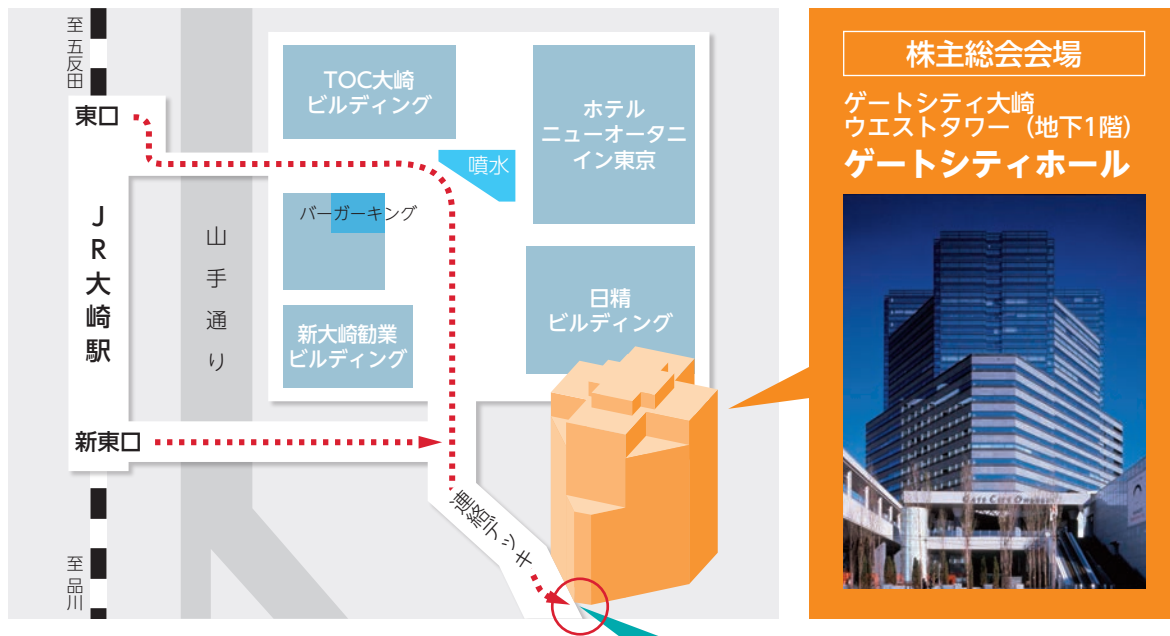 至五反田
東口
JR大崎駅
山手通り
新東口
至品川
TOC大崎
ビルディング
ホテル
ニューオータニ
イン東京
噴水
バーガーキング
新大崎勧業
ビルディング
日精
ビルディング
連絡デッキ
株主総会会場
ゲートシティ大崎
ウエストタワー（地下1階）
ゲートシティホール
GATE CITY OHSAKI